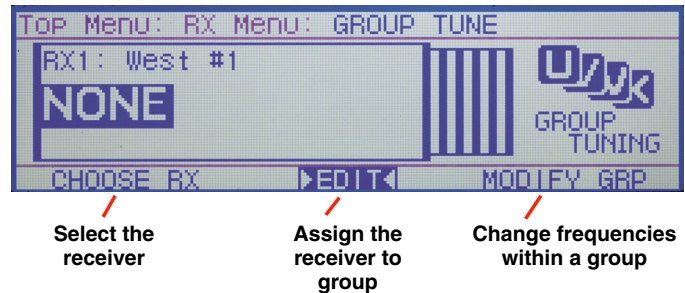 Top Menu: RX Menu: GROUP TUNE
RX1: West #1
NONE
U/VK
GROUP
TUNING
CHOOSE RX
EDIT
MODIFY GRP
Select the
receiver
Assign the
receiver to
group
Change frequencies
within a group